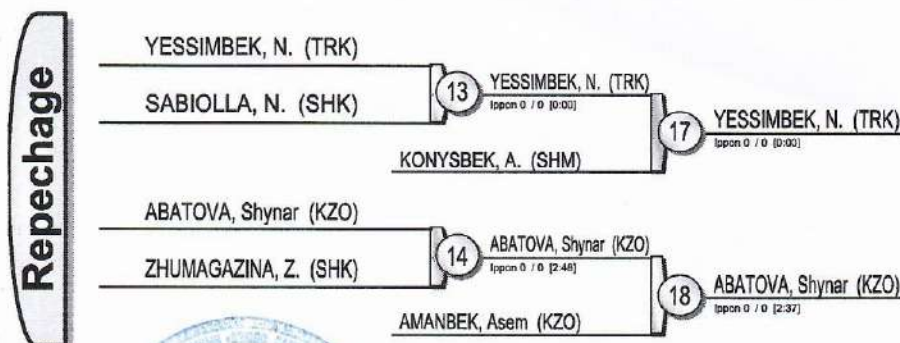 Repechage
YESSIMBEK, N. (TRK)
SABIOLLA, N. (SHK)
13
YESSIMBEK, N. (TRK)
Ippon 0 / 0 [0:00]
KONYSBEK, A. (SHM)
17
YESSIMBEK, N. (TRK)
Ippon 0 / 0 [0:00]
ABATOVA, Shynar (KZO)
ZHUMAGAZINA, Z. (SHK)
14
ABATOVA, Shynar (KZO)
Ippon 0 / 0 [2:48]
AMANBEK, Asem (KZO)
18
ABATOVA, Shynar (KZO)
Ippon 0 / 0 [2:37]